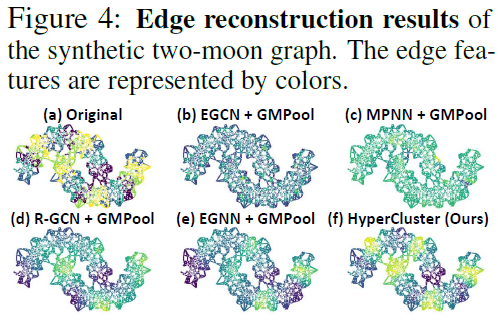 Figure 4: Edge reconstruction results of
the synthetic two-moon graph. The edge fea-
tures are represented by colors.
(a) Original (b) EGCN + GMPool (c) MPNN + GMPool
(d) R-GCN + GMPool (e) EGNN + GMPool (f) HyperCluster (Ours)